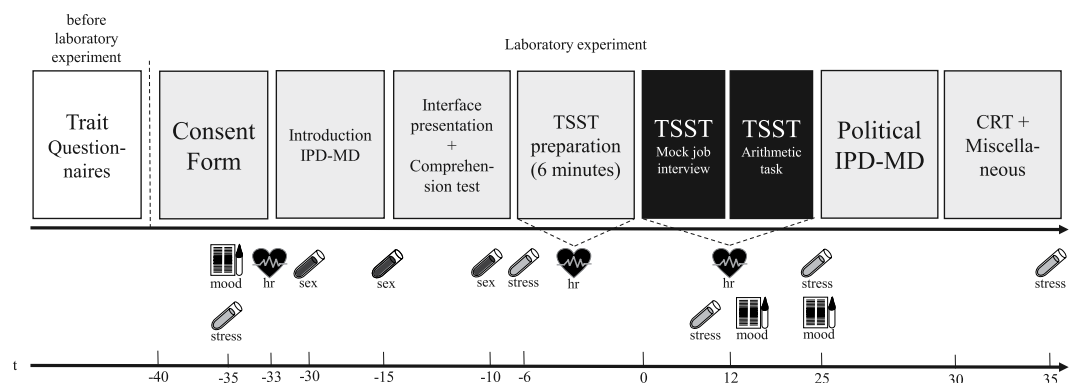 before
laboratory
experiment
Laboratory experiment
Trait
Question-
naires
Consent
Form
Introduction
IPD-MD
Interface
presentation
+
Comprehen-
sion test
TSST
preparation
(6 minutes)
TSST
Mock job
interview
TSST
Arithmetic
task
Political
IPD-MD
CRT +
Miscella-
neous
mood
hr
sex
sex
sex
stress
hr
hr
stress
stress
stress
stress
mood
mood
t
-40
-35
-33
-30
-15
-10
-6
0
12
25
30
35